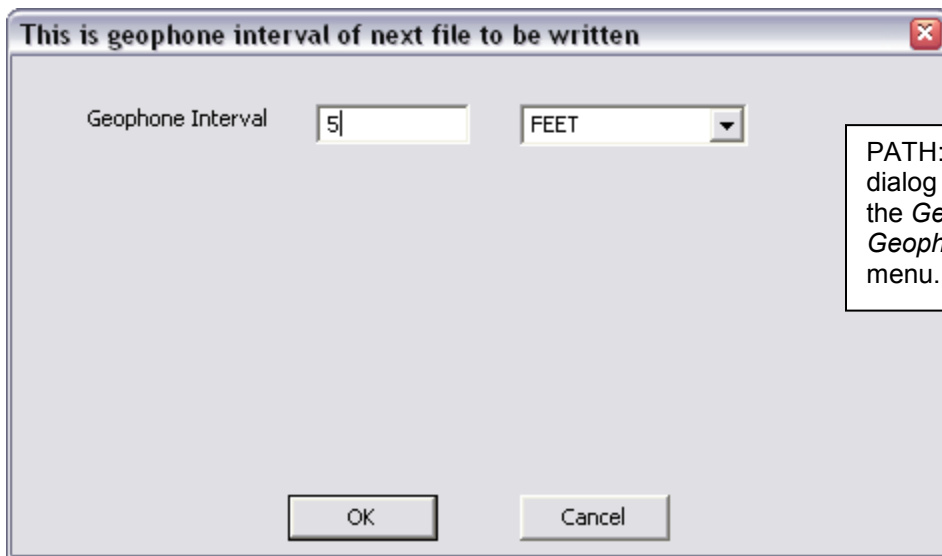 This is geophone interval of next file to be written
Geophone Interval
5
FEET
PATH:
dialog
the
menu.
OK
Cancel